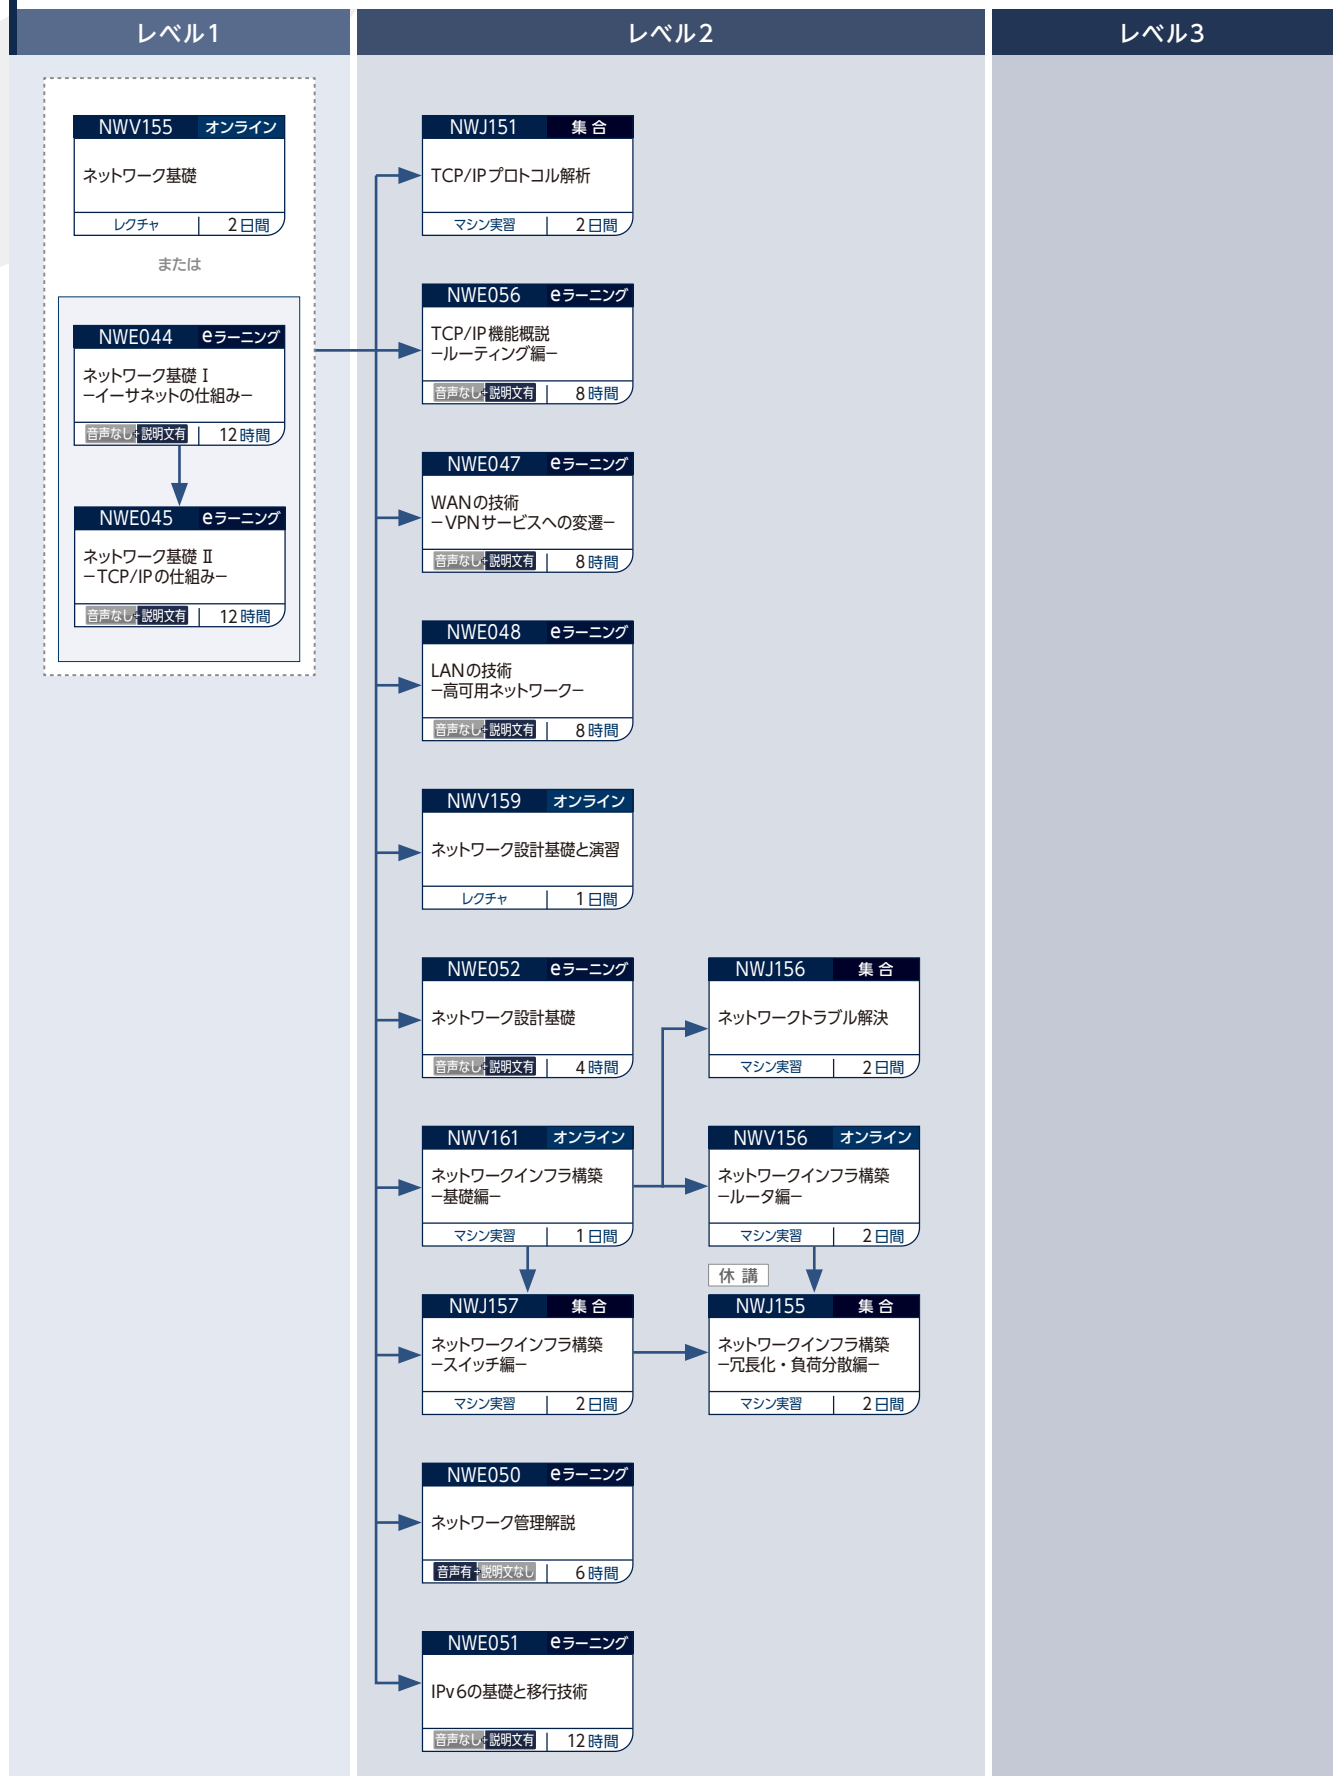 レベル1
レベル2
レベル3
NWV155 オンライン
ネットワーク基礎
レクチャ 2日間
または
NWE044 eラーニング
ネットワーク基礎 Ⅰ
−イーサネットの仕組み−
音声なし+説明文有 12時間
NWE045 eラーニング
ネットワーク基礎 Ⅱ
−TCP/IPの仕組み−
音声なし+説明文有 12時間
NWJ151 集合
TCP/IPプロトコル解析
マシン実習 2日間
NWE056 eラーニング
TCP/IP機能概説
−ルーティング編−
音声なし+説明文有 8時間
NWE047 eラーニング
WANの技術
−VPNサービスへの変遷−
音声なし+説明文有 8時間
NWE048 eラーニング
LANの技術
−高可用ネットワーク−
音声なし+説明文有 8時間
NWV159 オンライン
ネットワーク設計基礎と演習
レクチャ 1日間
NWE052 eラーニング
ネットワーク設計基礎
音声なし+説明文有 4時間
NWJ156 集合
ネットワークトラブル解決
マシン実習 2日間
NWV161 オンライン
ネットワークインフラ構築
−基礎編−
マシン実習 1日間
NWV156 オンライン
ネットワークインフラ構築
−ルータ編−
マシン実習 2日間
NWJ157 集合
ネットワークインフラ構築
−スイッチ編−
マシン実習 2日間
休講
NWJ155 集合
ネットワークインフラ構築
−冗長化・負荷分散編−
マシン実習 2日間
NWE050 eラーニング
ネットワーク管理解説
音声有+説明文なし 6時間
NWE051 eラーニング
IPv6の基礎と移行技術
音声なし+説明文有 12時間